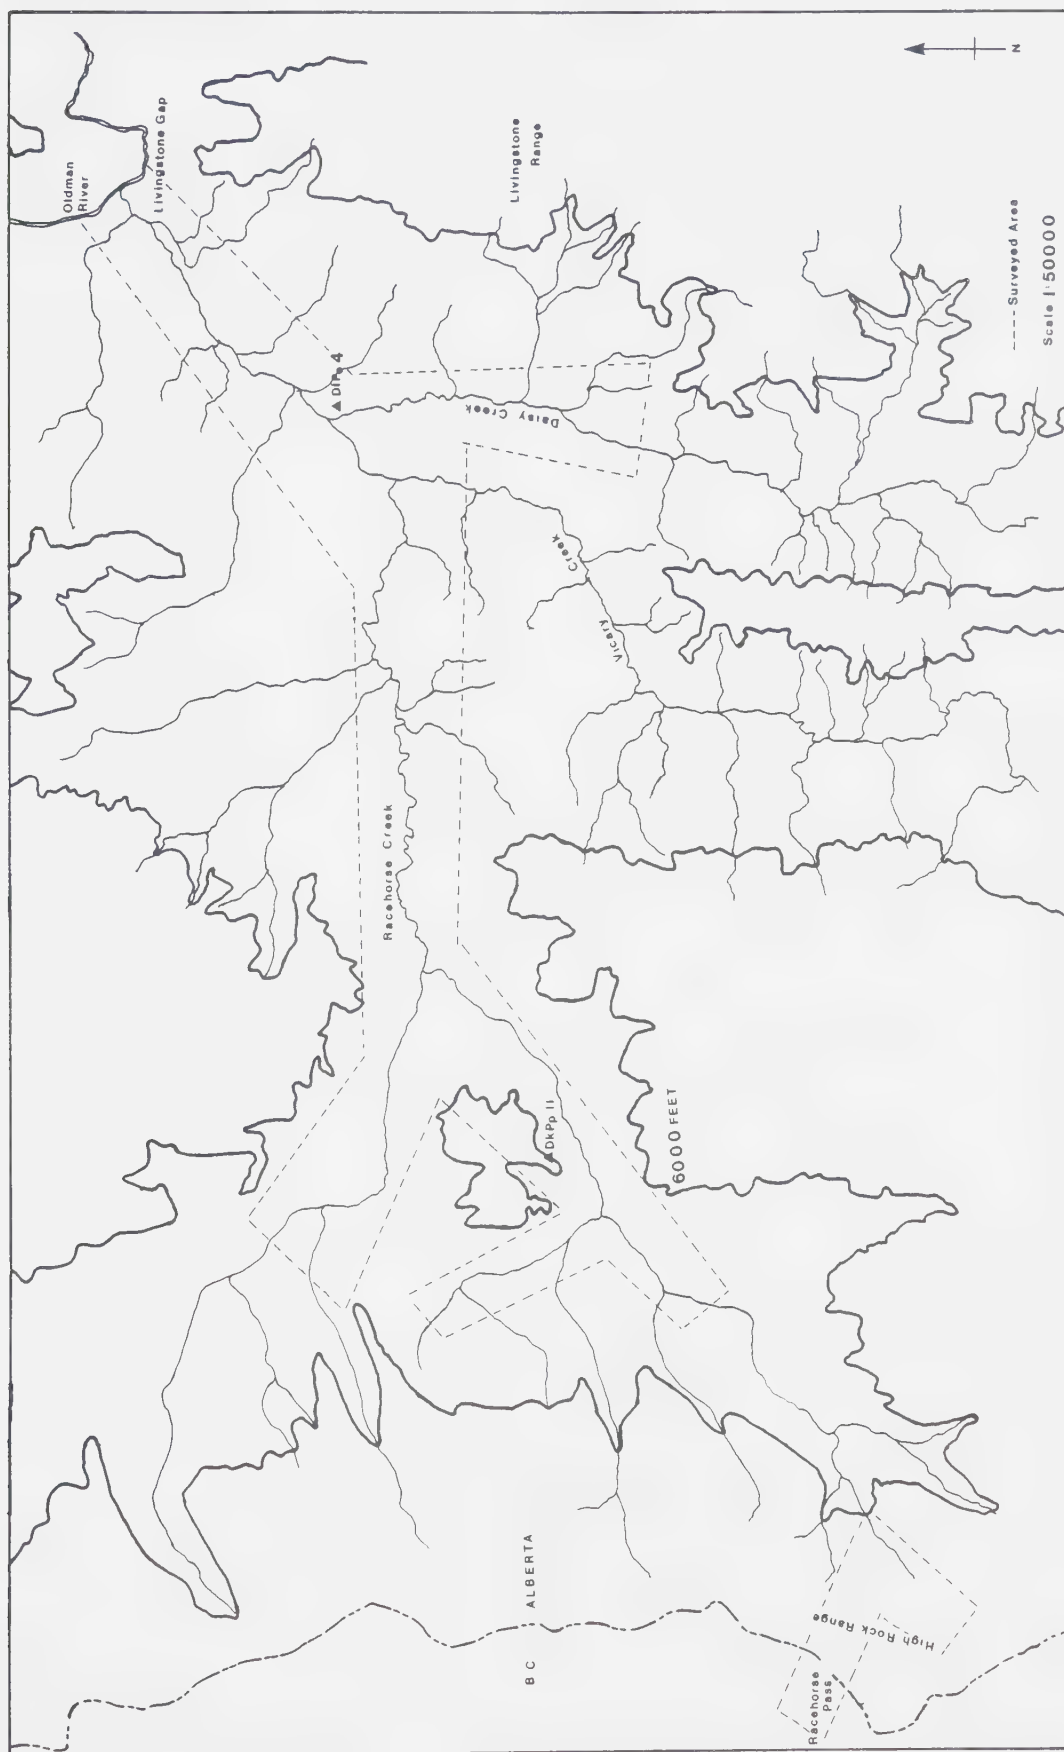 Oldman
River
Livingstone Gap
Livingstone
Range
N
---- Surveyed Area
Scale 1:50000
Daisy Creek
Vicary Creek
Racehorse Creek
DkPp 11
6000 FEET
BC ALBERTA
High Rock Range
Racehorse
Pass